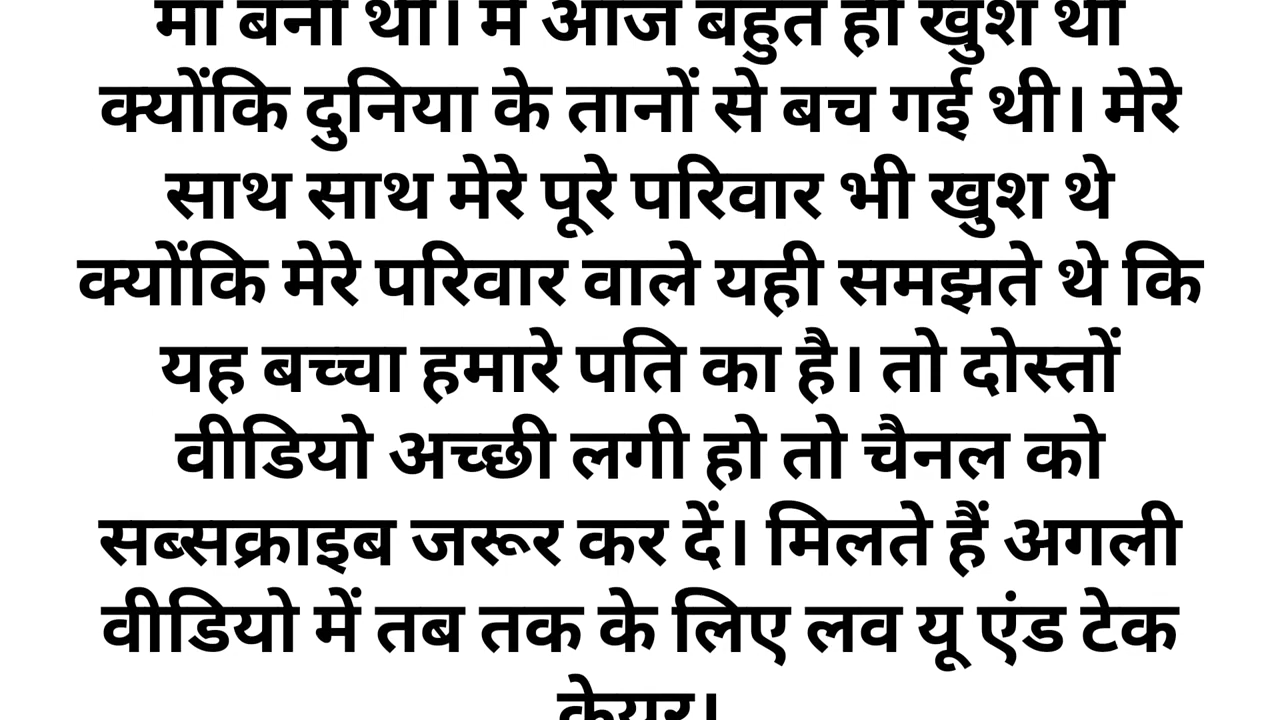 मां बनी थी। मैं आज बहुत ही खुश थी
क्योंकि दुनिया के तानों से बच गई थी। मेरे
साथ साथ मेरे पूरे परिवार भी खुश थे
क्योंकि मेरे परिवार वाले यही समझते थे कि
यह बच्चा हमारे पति का है। तो दोस्तों
वीडियो अच्छी लगी हो तो चैनल को
सब्सक्राइब जरूर कर दें। मिलते हैं अगली
वीडियो में तब तक के लिए लव यू एंड टेक
केयर।